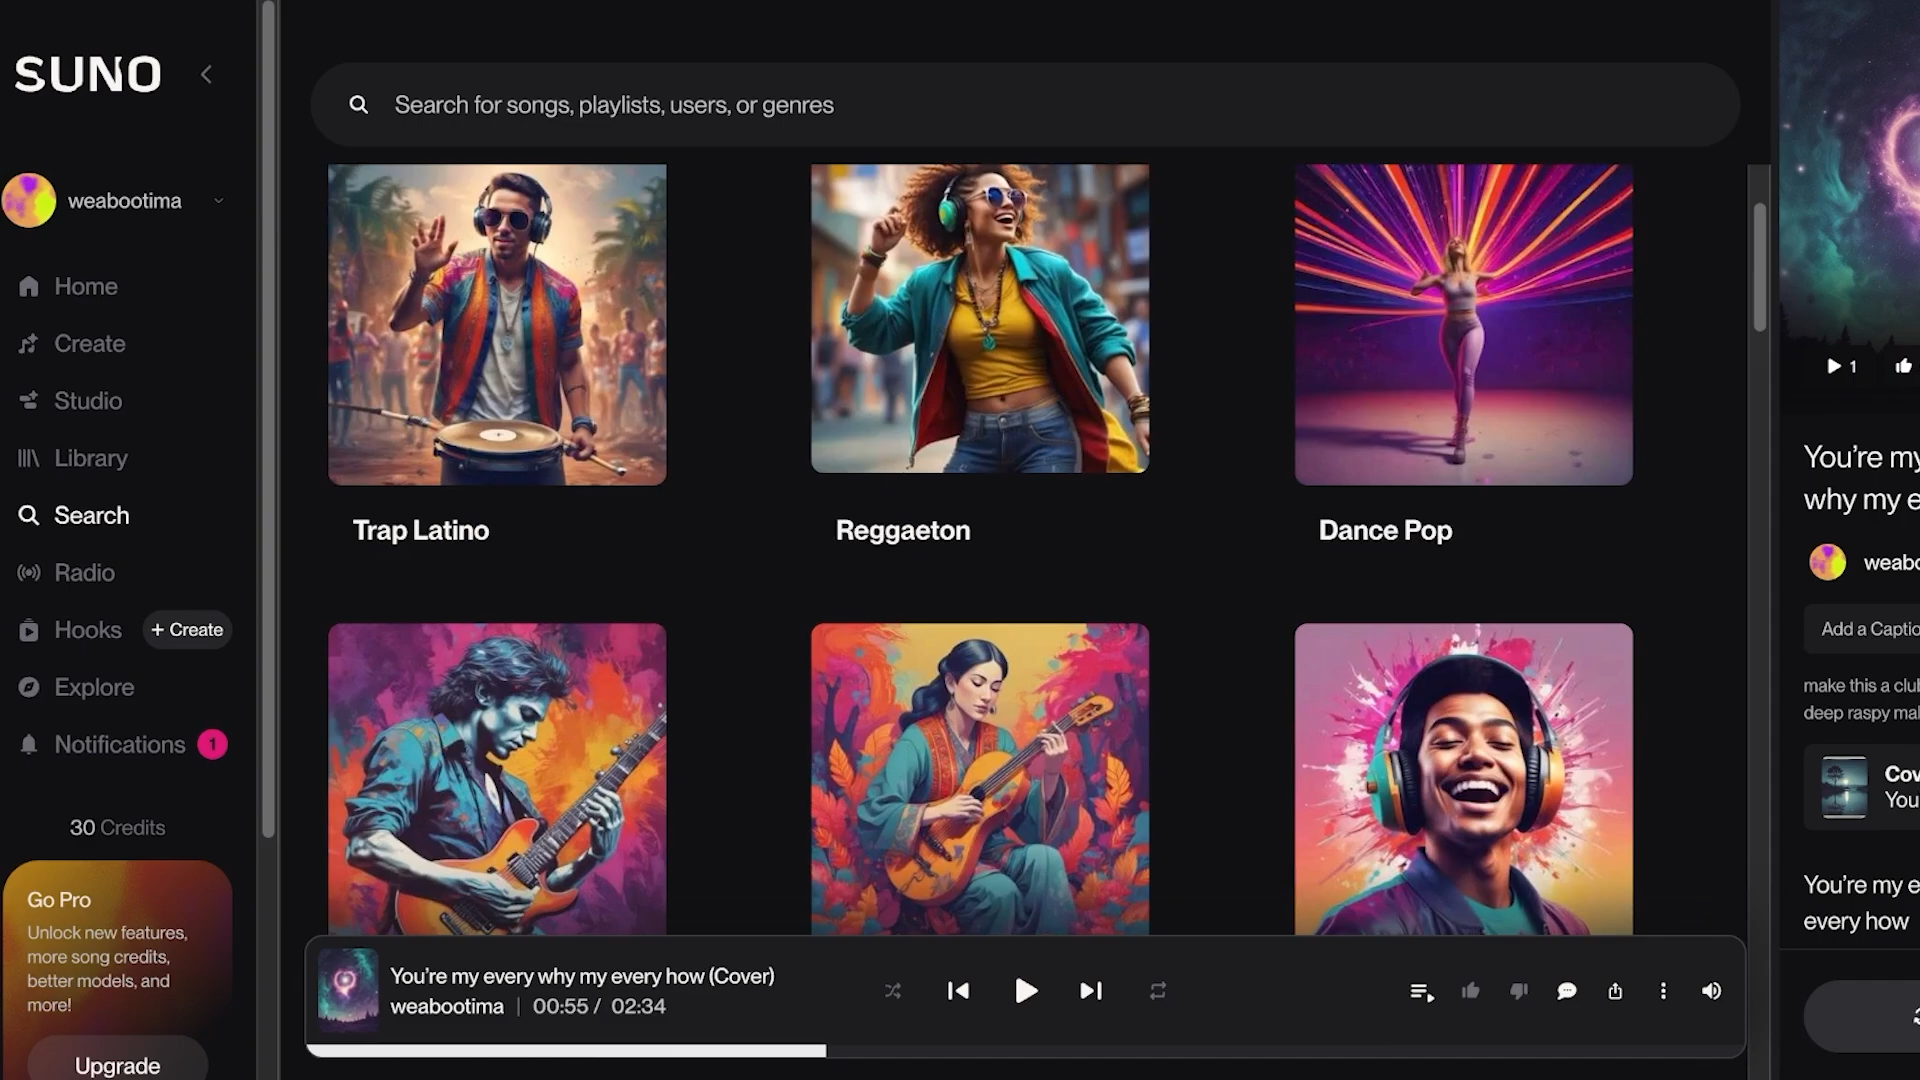 SUNO
weabootima
Home
Create
Studio
Library
Search
Radio
Hooks
+ Create
Explore
Notifications 1
30 Credits
Go Pro
Unlock new features,
more song credits,
better models, and
more!
Upgrade
Search for songs, playlists, users, or genres
Trap Latino
Reggaeton
Dance Pop
You're my every why my every how (Cover)
weabootima | 00:55 / 02:34
1
You're my
why my e
weabo
Add a Captio
make this a club
deep raspy mal
Cov
You
You're my e
every how